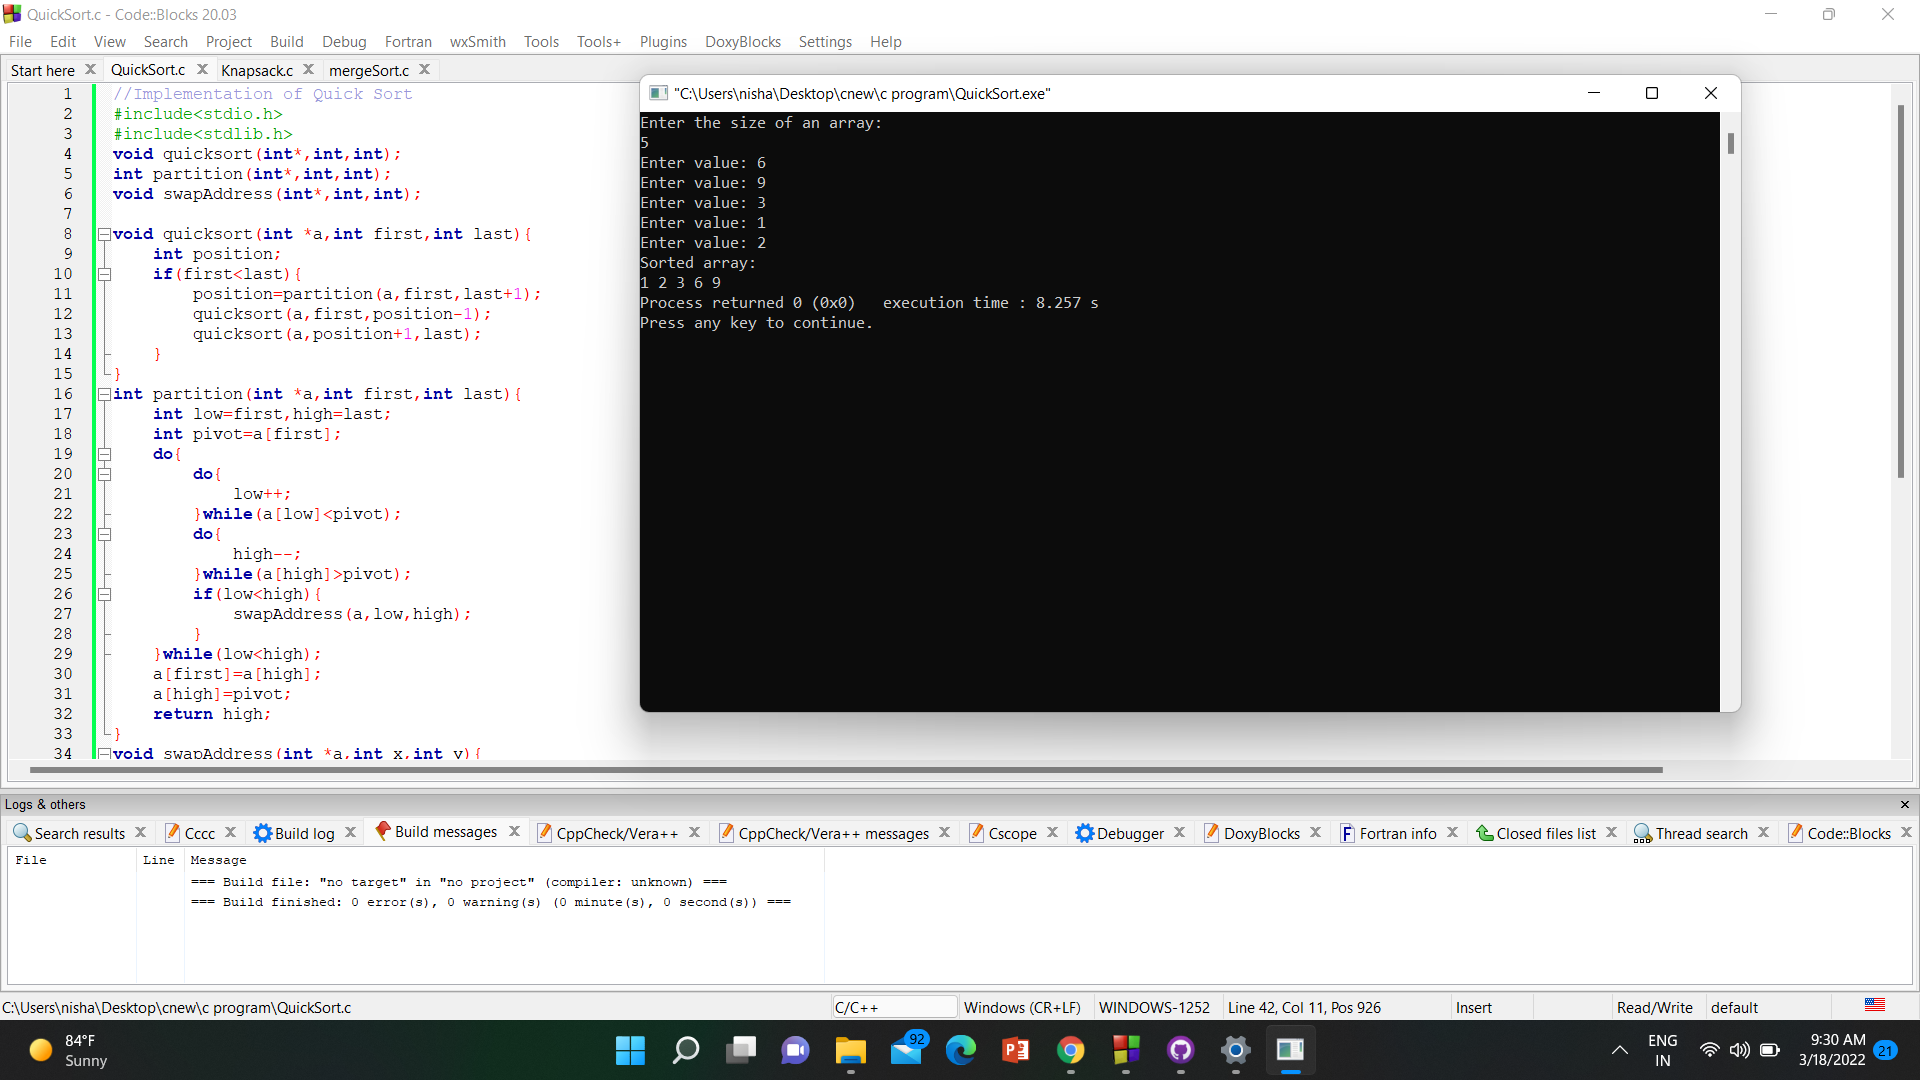 QuickSort.c - Code::Blocks 20.03
File Edit View Search Project Build Debug Fortran wxSmith Tools Tools+ Plugins DoxyBlocks Settings Help
Start here QuickSort.c Knapsack.c mergeSort.c
1 //Implementation of Quick Sort
2 #include<stdio.h>
3 #include<stdlib.h>
4 void quicksort(int*,int,int);
5 int partition(int*,int,int);
6 void swapAddress(int*,int,int);
7
8 void quicksort(int *a,int first,int last){
9 int position;
10 if(first<last){
11 position=partition(a,first,last+1);
12 quicksort(a,first,position-1);
13 quicksort(a,position+1,last);
14 }
15 }
16 int partition(int *a,int first,int last){
17 int low=first,high=last;
18 int pivot=a[first];
19 do{
20 do{
21 low++;
22 }while(a[low]<pivot);
23 do{
24 high--;
25 }while(a[high]>pivot);
26 if(low<high){
27 swapAddress(a,low,high);
28 }
29 }while(low<high);
30 a[first]=a[high];
31 a[high]=pivot;
32 return high;
33 }
34 void swapAddress(int *a,int x,int y){
"C:\Users\nisha\Desktop\cnew\c program\QuickSort.exe"
Enter the size of an array:
5
Enter value: 6
Enter value: 9
Enter value: 3
Enter value: 1
Enter value: 2
Sorted array:
1 2 3 6 9
Process returned 0 (0x0)   execution time : 8.257 s
Press any key to continue.
Logs & others
Search results Cccc Build log Build messages CppCheck/Vera++ CppCheck/Vera++ messages Cscope Debugger DoxyBlocks Fortran info Closed files list Thread search Code::Blocks
File Line Message
=== Build file: "no target" in "no project" (compiler: unknown) ===
=== Build finished: 0 error(s), 0 warning(s) (0 minute(s), 0 second(s)) ===
C:\Users\nisha\Desktop\cnew\c program\QuickSort.c C/C++ Windows (CR+LF) WINDOWS-1252 Line 42, Col 11, Pos 926 Insert Read/Write default
84°F
Sunny
92
ENG
IN
9:30 AM
3/18/2022
21